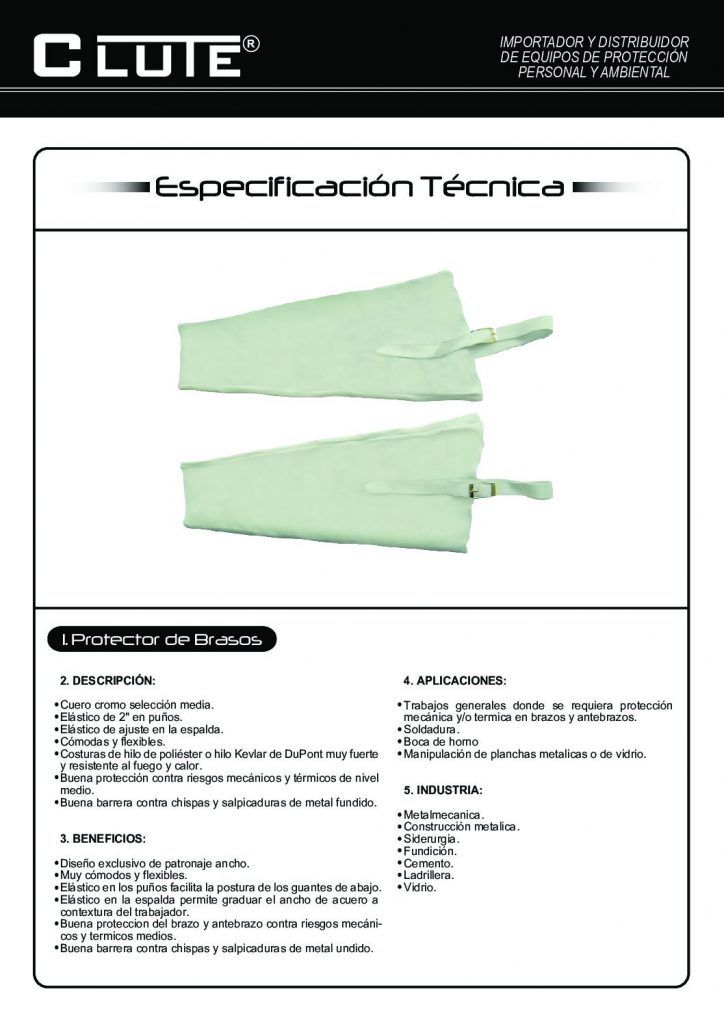 CLUTE®
IMPORTADOR Y DISTRIBUIDOR
DE EQUIPOS DE PROTECCIÓN
PERSONAL Y AMBIENTAL
Especificación Técnica
1. Protector de Brasos
2. DESCRIPCIÓN:
•Cuero cromo selección media.
•Elástico de 2" en puños.
•Elástico de ajuste en la espalda.
•Cómodas y flexibles.
•Costuras de hilo de poliéster o hilo Kevlar de DuPont muy fuerte
y resistente al fuego y calor.
•Buena protección contra riesgos mecánicos y térmicos de nivel
medio.
•Buena barrera contra chispas y salpicaduras de metal fundido.
3. BENEFICIOS:
•Diseño exclusivo de patronaje ancho.
•Muy cómodos y flexibles.
•Elástico en los puños facilita la postura de los guantes de abajo.
•Elástico en la espalda permite graduar el ancho de acuero a
contextura del trabajador.
•Buena proteccion del brazo y antebrazo contra riesgos mecáni-
cos y termicos medios.
•Buena barrera contra chispas y salpicaduras de metal undido.
4. APLICACIONES:
•Trabajos generales donde se requiera protección
mecánica y/o termica en brazos y antebrazos.
•Soldadura.
•Boca de horno
•Manipulación de planchas metalicas o de vidrio.
5. INDUSTRIA:
•Metalmecanica.
•Construcción metalica.
•Siderurgia.
•Fundición.
•Cemento.
•Ladrillera.
•Vidrio.